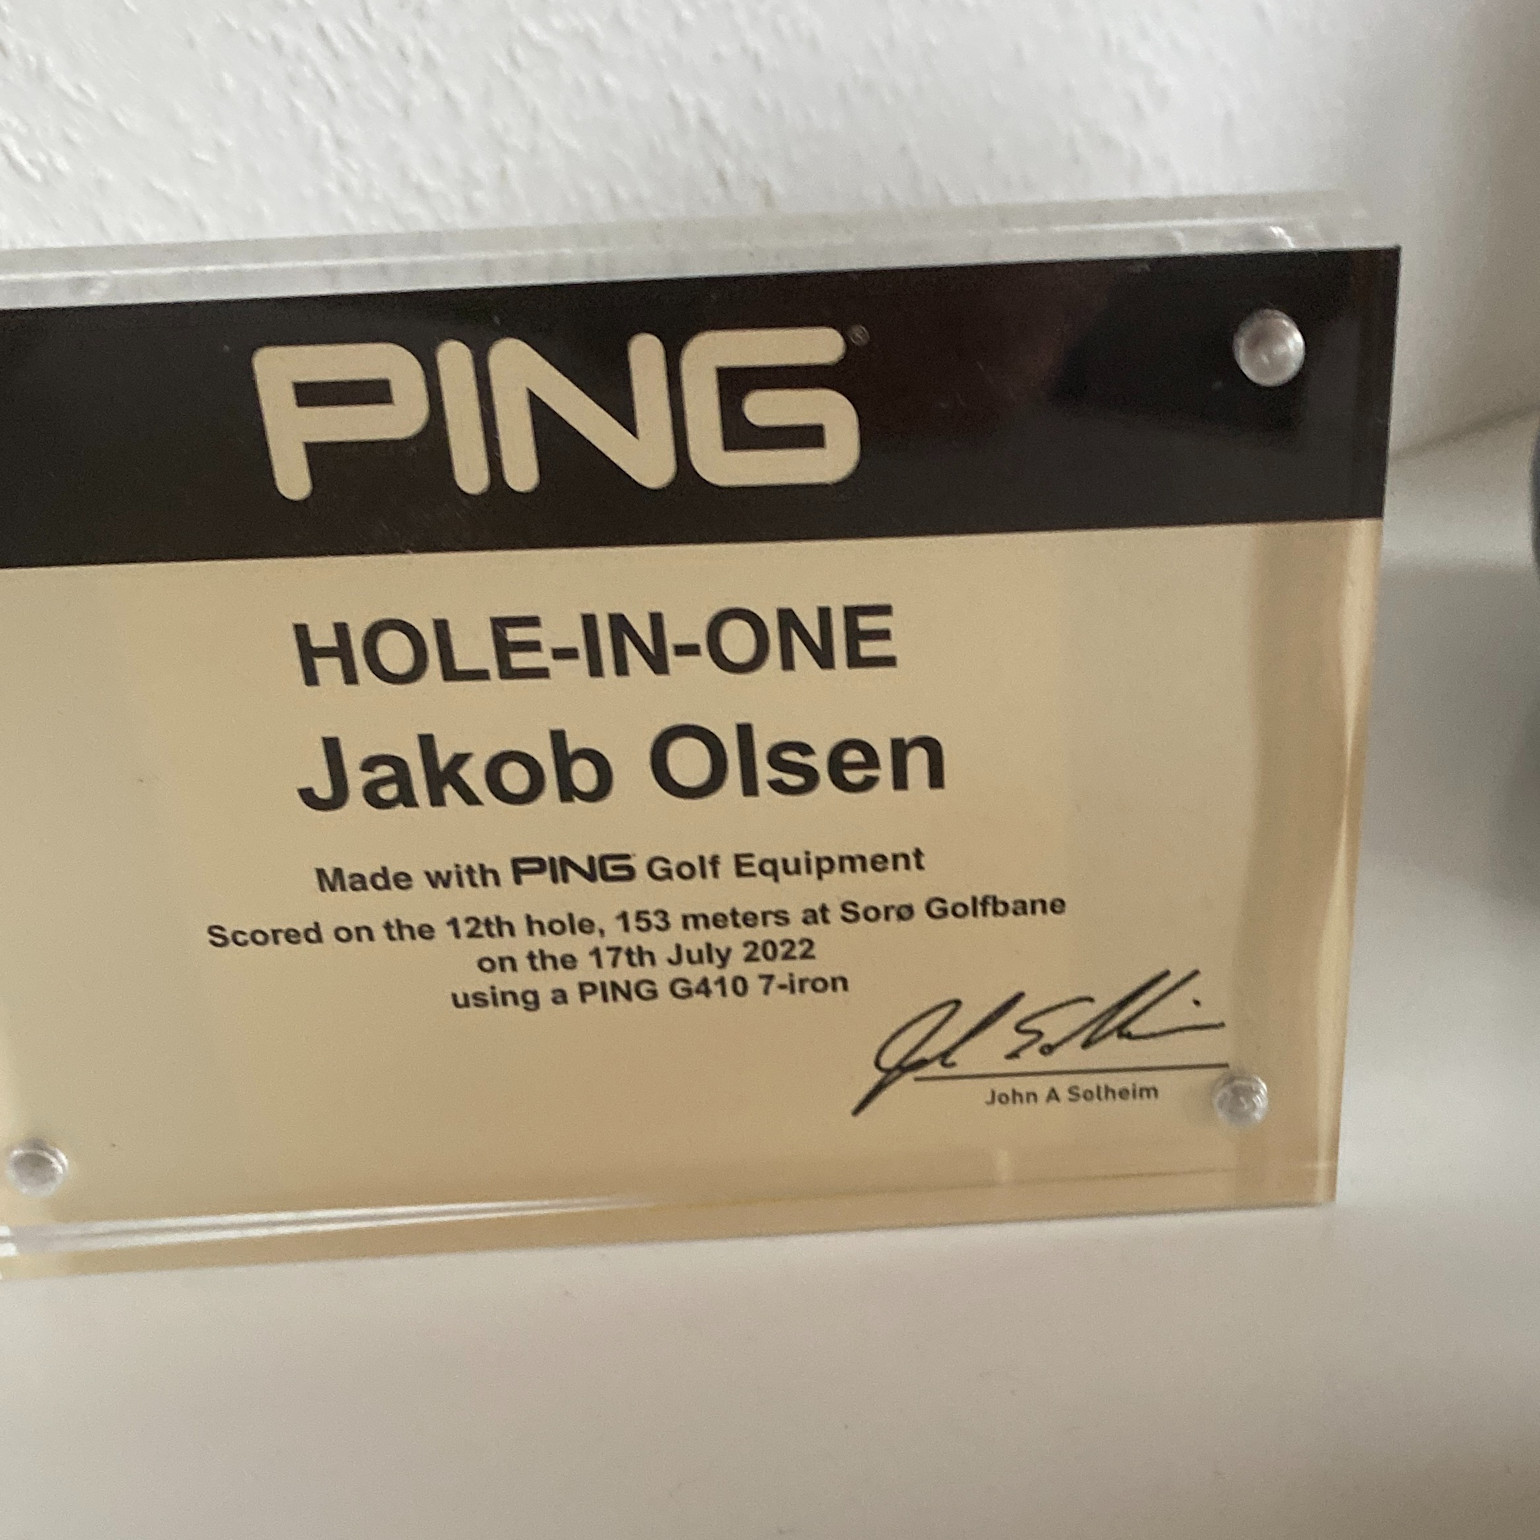 PING®
HOLE-IN-ONE
Jakob Olsen
Made with PING Golf Equipment
Scored on the 12th hole, 153 meters at Sorø Golfbane
on the 17th July 2022
using a PING G410 7-iron
John A Solheim